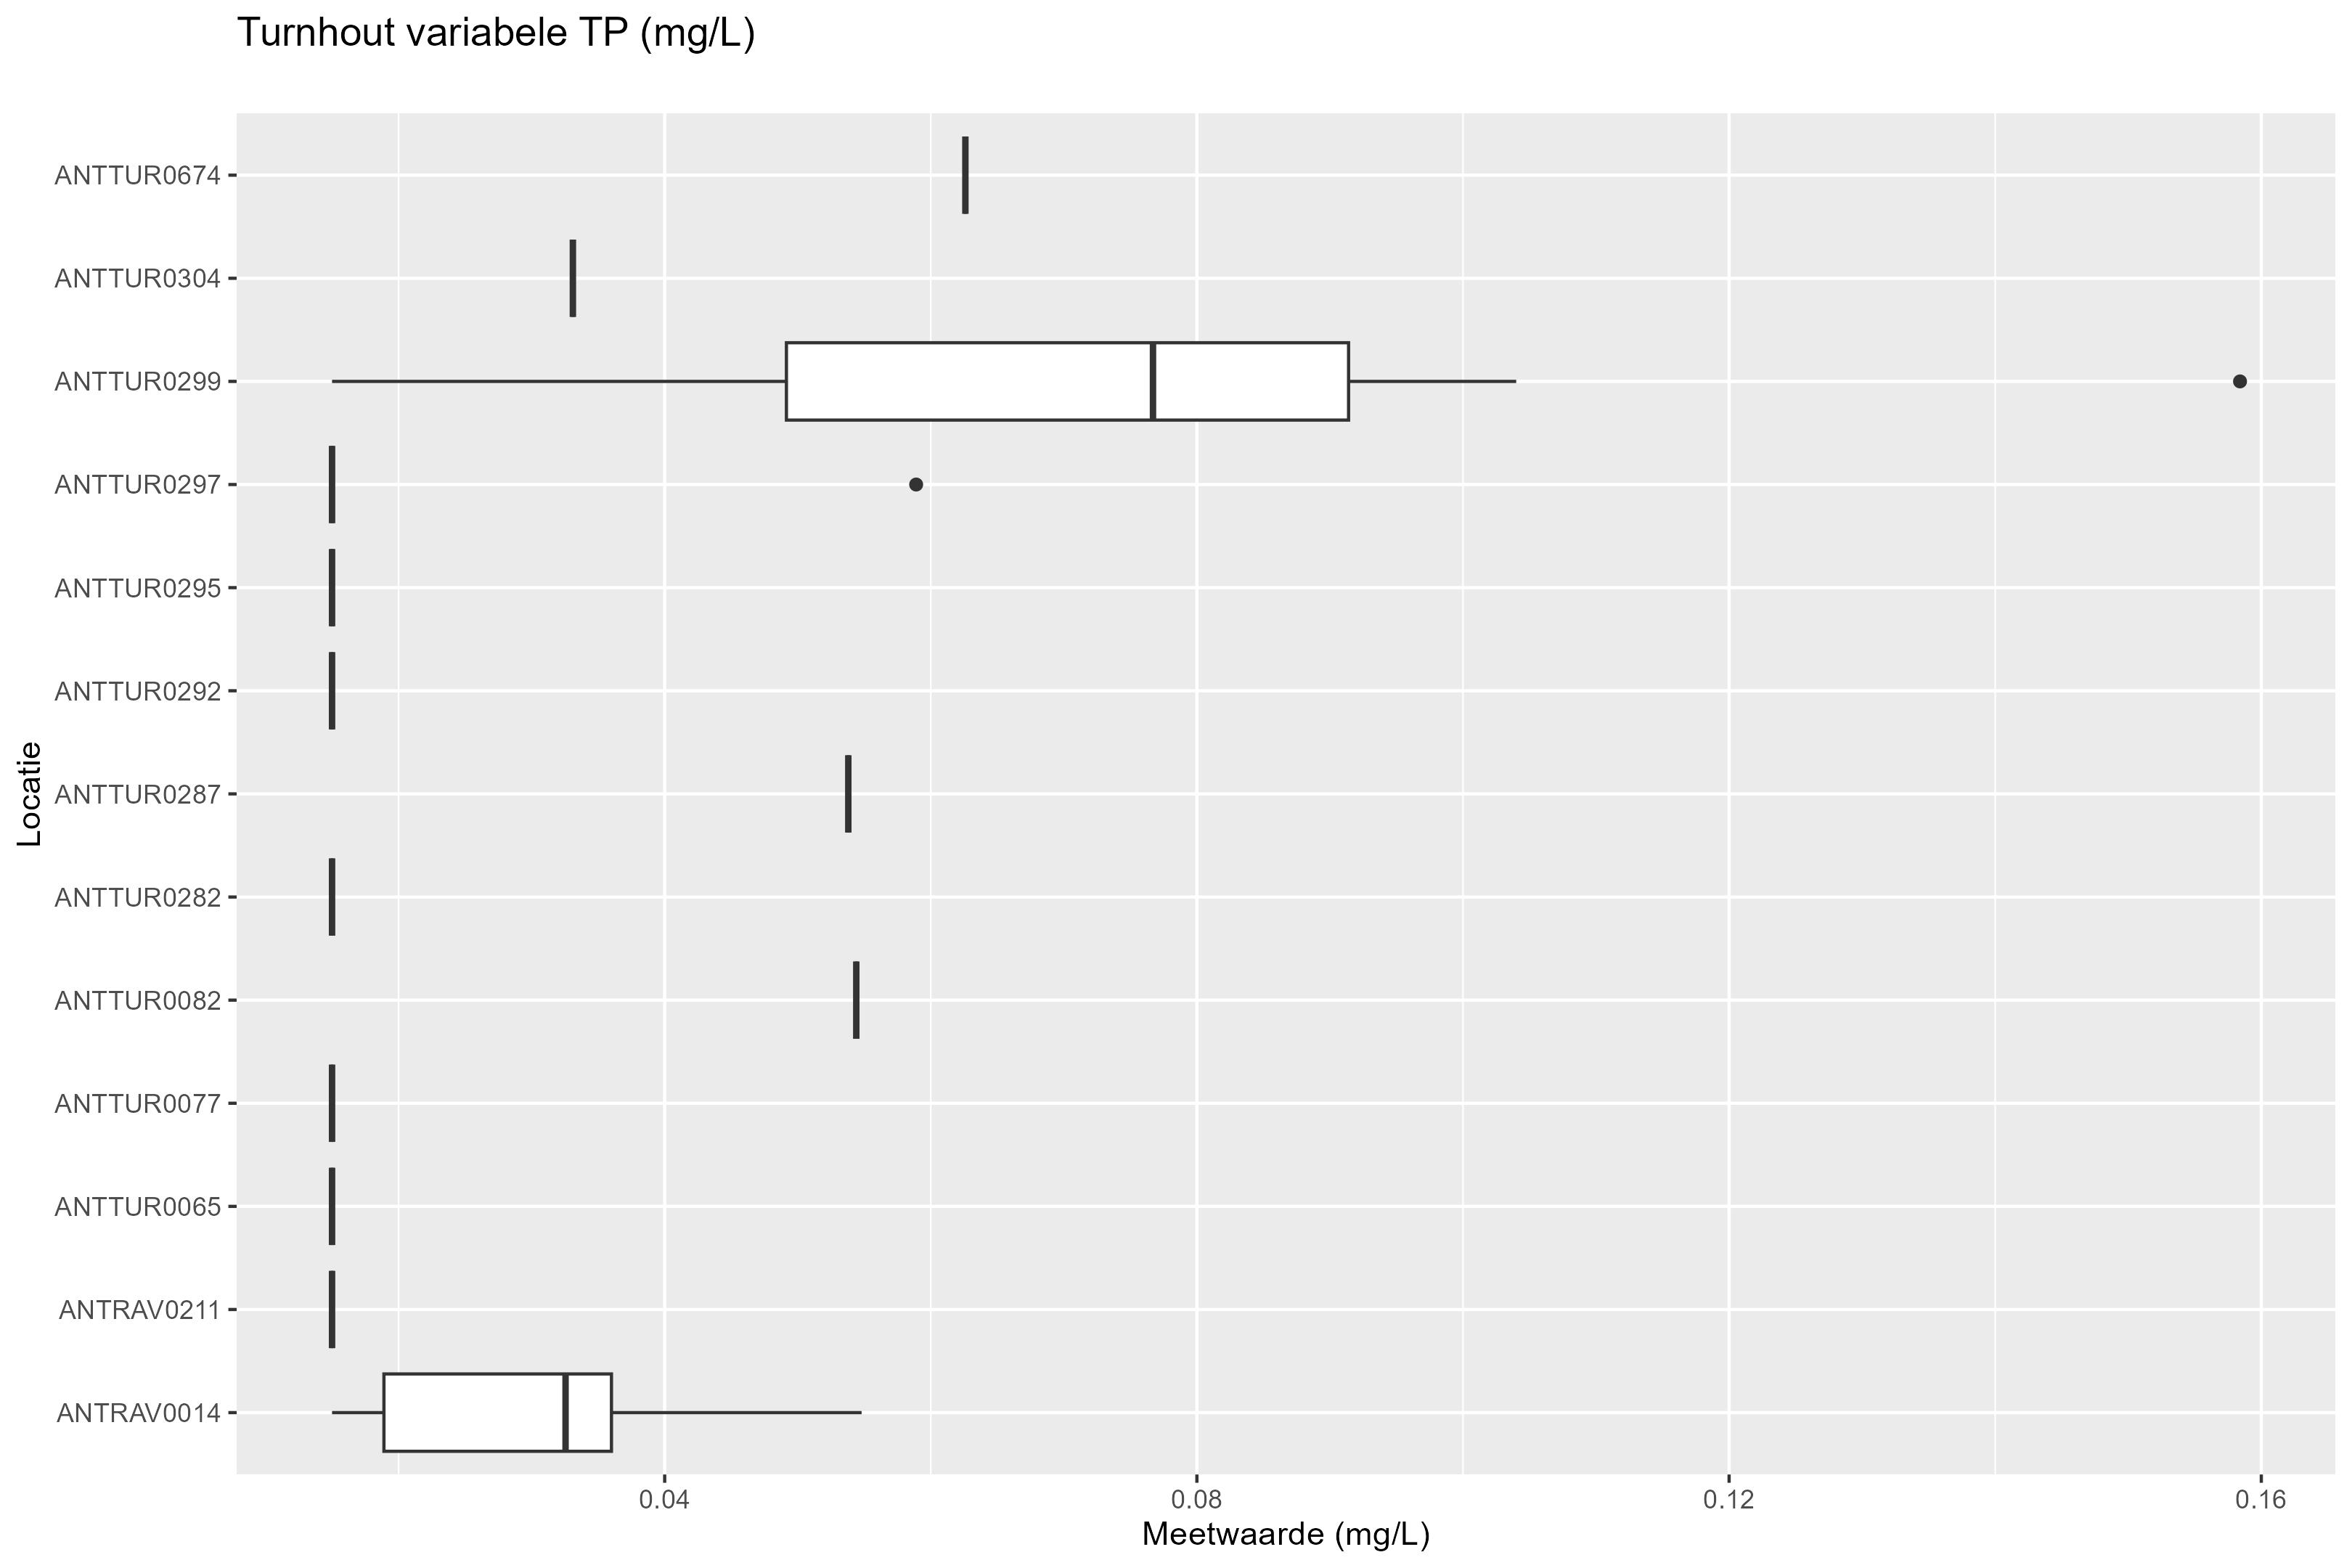 Turnhout variabele TP (mg/L)
Locatie
ANTTUR0674
ANTTUR0304
ANTTUR0299
ANTTUR0297
ANTTUR0295
ANTTUR0292
ANTTUR0287
ANTTUR0282
ANTTUR0082
ANTTUR0077
ANTTUR0065
ANTRAV0211
ANTRAV0014
0.04 0.08 0.12 0.16
Meetwaarde (mg/L)